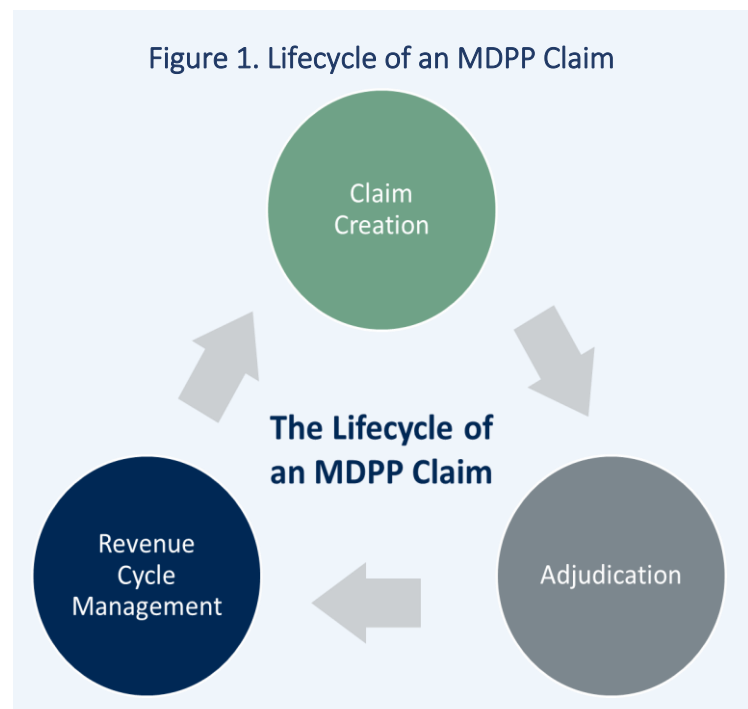 Figure 1. Lifecycle of an MDPP Claim
Claim
Creation
The Lifecycle of
an MDPP Claim
Revenue
Cycle
Management
Adjudication